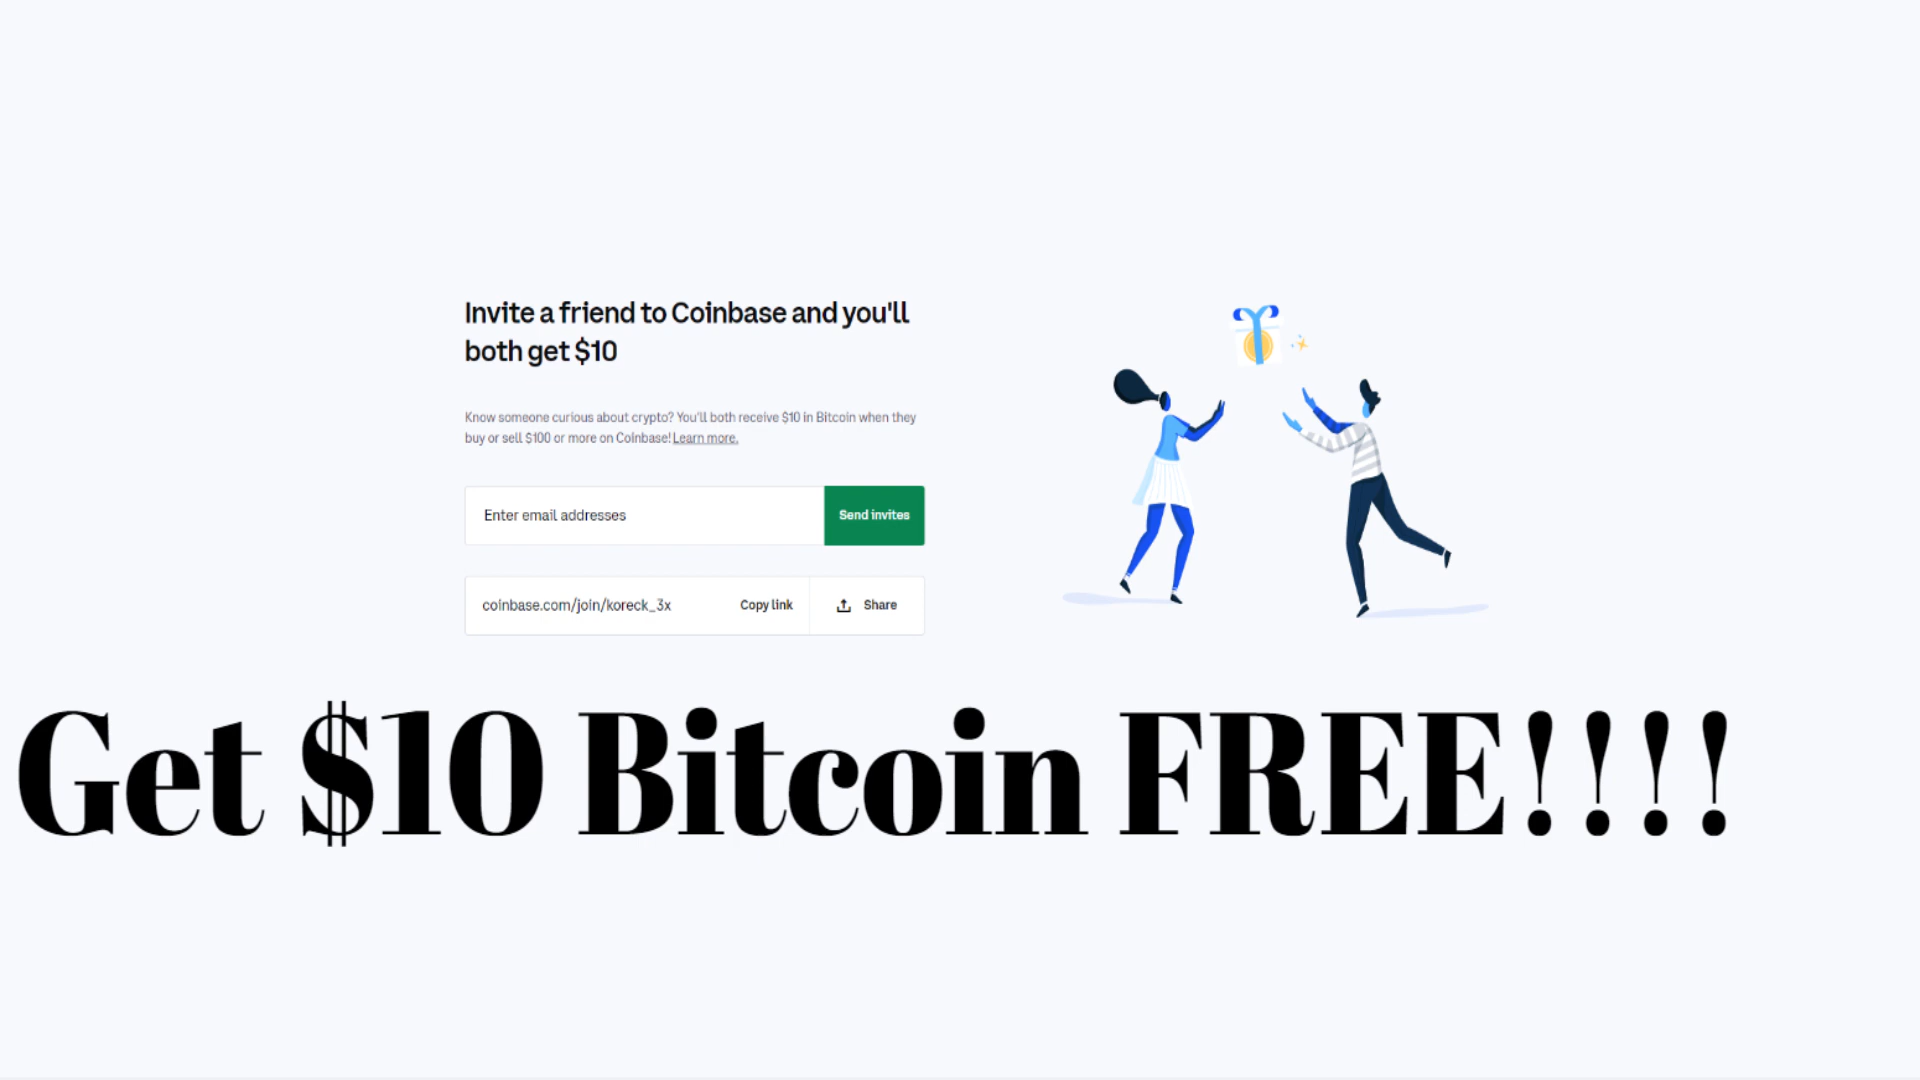 Invite a friend to Coinbase and you'll
both get $10
Know someone curious about crypto? You'll both receive $10 in Bitcoin when they
buy or sell $100 or more on Coinbase! Learn more.
Enter email addresses
Send invites
coinbase.com/join/koreck_3x
Copy link
Share
Get $10 Bitcoin FREE!!!!